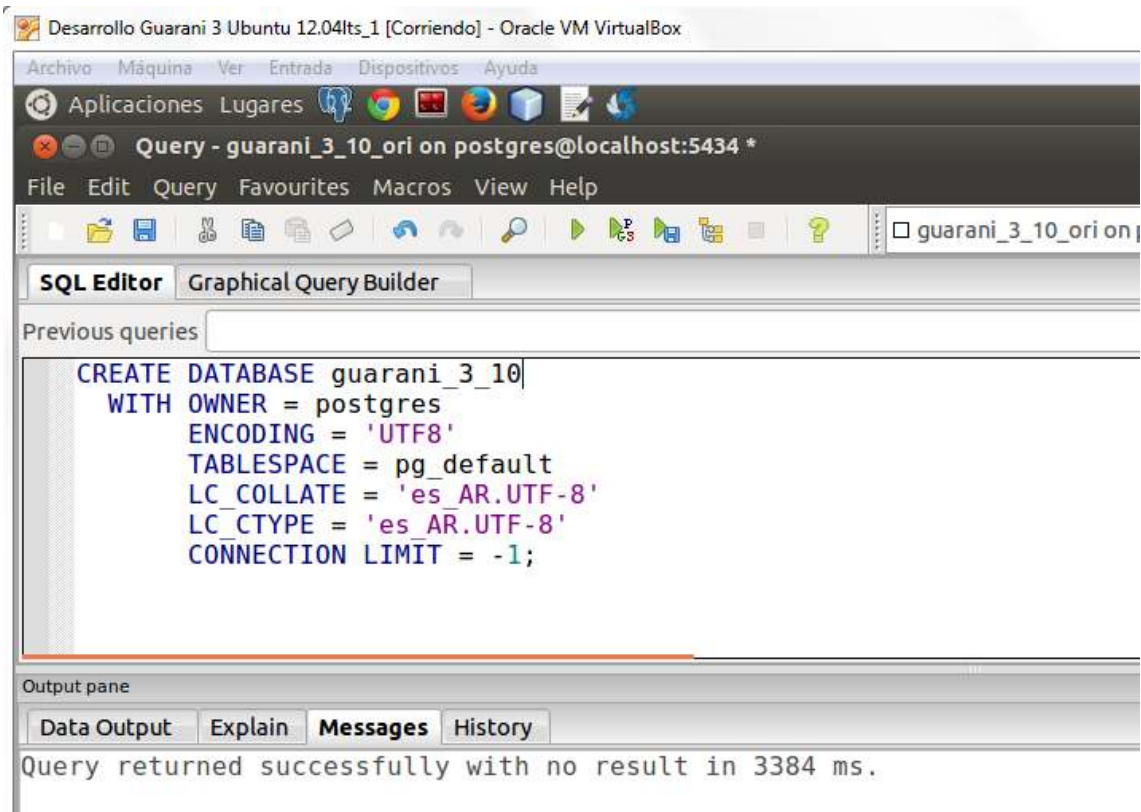 Desarrollo Guarani 3 Ubuntu 12.04lts_1 [Corriendo] - Oracle VM VirtualBox
Archivo Máquina Ver Entrada Dispositivos Ayuda
Aplicaciones Lugares
Query - guarani_3_10_ori on postgres@localhost:5434 *
File Edit Query Favourites Macros View Help
guarani_3_10_ori on
SQL Editor Graphical Query Builder
Previous queries
CREATE DATABASE guarani_3_10
WITH OWNER = postgres
ENCODING = 'UTF8'
TABLESPACE = pg_default
LC_COLLATE = 'es_AR.UTF-8'
LC_CTYPE = 'es_AR.UTF-8'
CONNECTION LIMIT = -1;
Output pane
Data Output Explain Messages History
Query returned successfully with no result in 3384 ms.